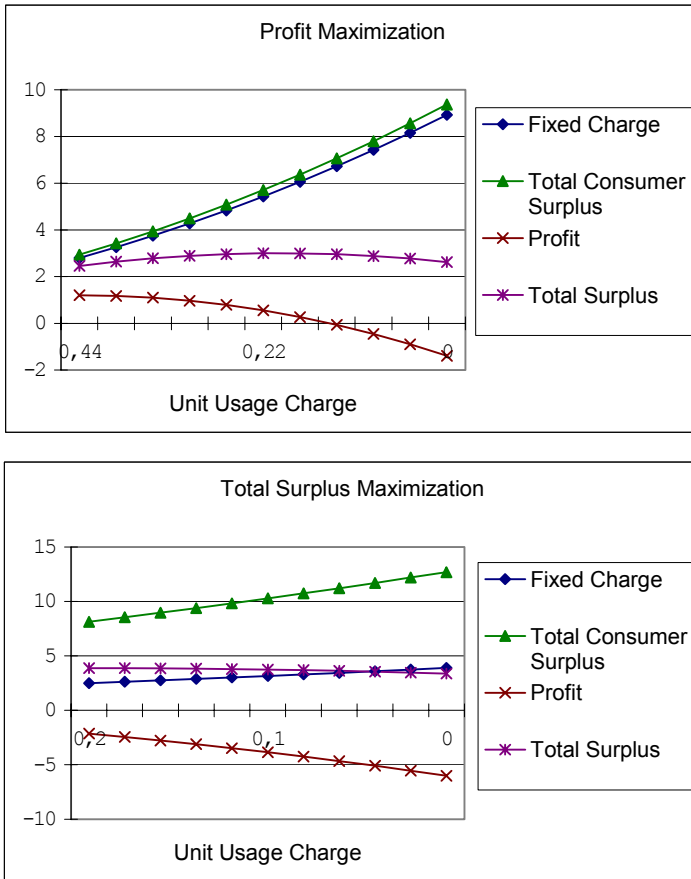 Profit Maximization
10
8
6
4
2
0
−2
0,44
0,22
0
Unit Usage Charge
Fixed Charge
Total Consumer
Surplus
Profit
Total Surplus
Total Surplus Maximization
15
10
5
0
−5
−10
0,2
0,1
0
Unit Usage Charge
Fixed Charge
Total Consumer
Surplus
Profit
Total Surplus